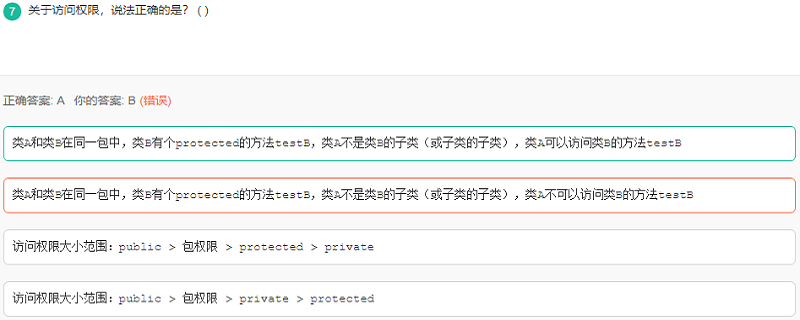 7 关于访问权限，说法正确的是？ ( )
正确答案: A 你的答案: B (错误)
类A和类B在同一包中，类B有个protected的方法testB，类A不是类B的子类（或子类的子类），类A可以访问类B的方法testB
类A和类B在同一包中，类B有个protected的方法testB，类A不是类B的子类（或子类的子类），类A不可以访问类B的方法testB
访问权限大小范围：public > 包权限 > protected > private
访问权限大小范围：public > 包权限 > private > protected